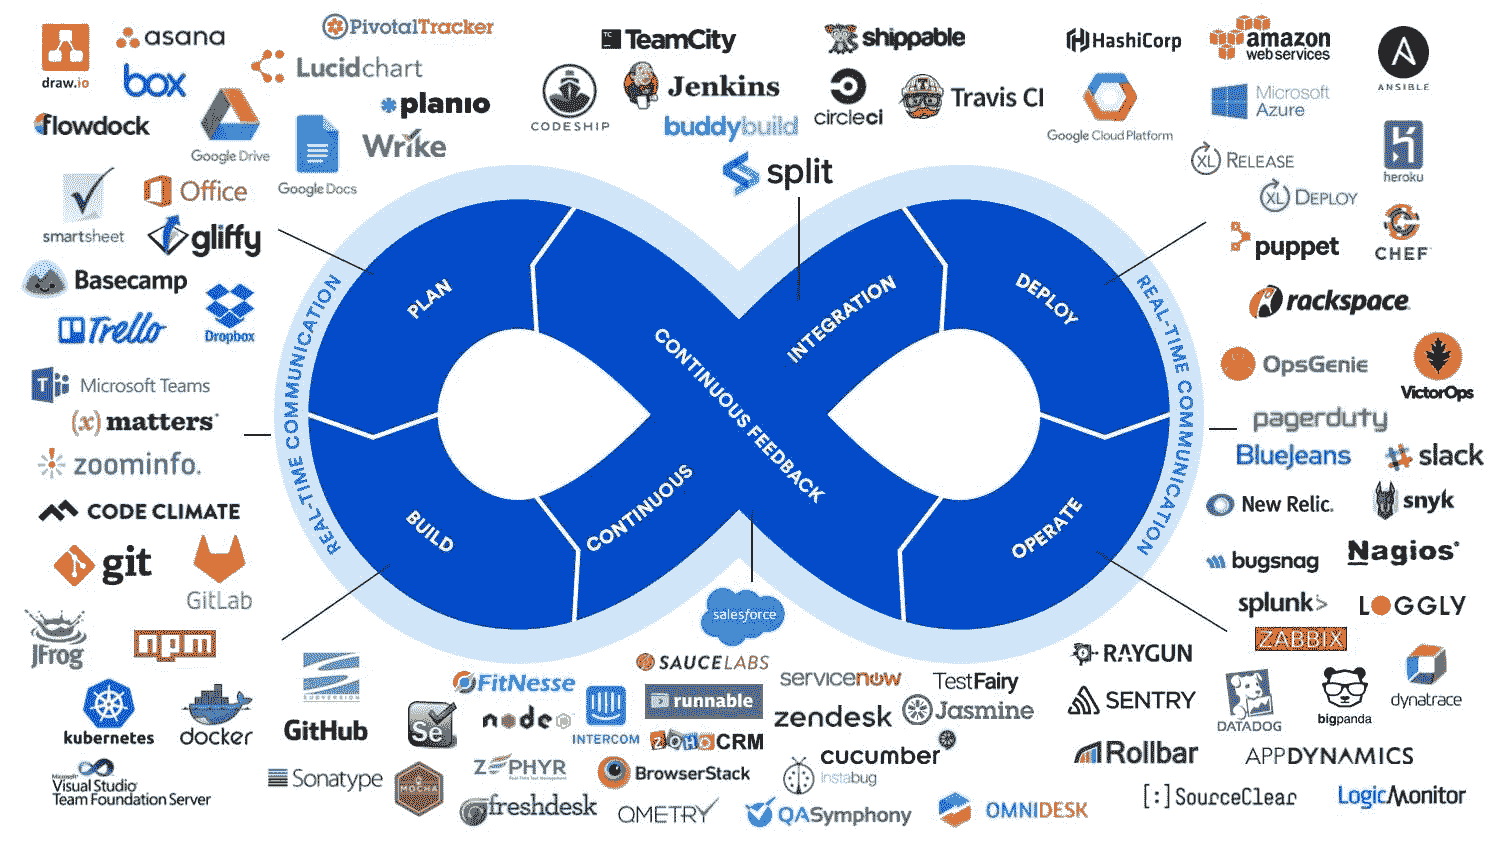 draw.io
asana
box
PivotalTracker
Lucidchart
planio
flowdock
Google Drive
Google Docs
Wrike
smartsheet
Office
gliffy
Basecamp
Trello
Dropbox
TC
TeamCity
shippable
CODESHIP
Jenkins
circleci
Travis CI
buddybuild
split
HashiCorp
amazon
web services
ANSIBLE
Google Cloud Platform
Microsoft
Azure
XL RELEASE
heroku
XL DEPLOY
puppet
CHEF
rackspace
PLAN
CONTINUOUS FEEDBACK
INTEGRATION
DEPLOY
REAL-TIME COMMUNICATION
REAL-TIME COMMUNICATION
BUILD
CONTINUOUS
OPERATE
Microsoft Teams
(x) matters
zoominfo.
CODE CLIMATE
git
GitLab
JFrog
npm
kubernetes
docker
SUBVERSION
GitHub
Microsoft
Visual Studio
Team Foundation Server
Sonatype
OpsGenie
VictorOps
pagerduty
BlueJeans
slack
New Relic.
snyk
bugsnag
Nagios
splunk>
LOGGLY
ZABBIX
salesforce
SAUCELABS
FitNesse
Se
node
INTERCOM
runnable
ZOHO CRM
servicenow
TestFairy
zendesk
Jasmine
cucumber
Instabug
MOCHA
ZEPHYR
BrowserStack
freshdesk
QMETRY
QASymphony
OMNIDESK
RAYGUN
SENTRY
DATADOG
bigpanda
dynatrace
Rollbar
APPDYNAMICS
[:]SourceClear
LogicMonitor